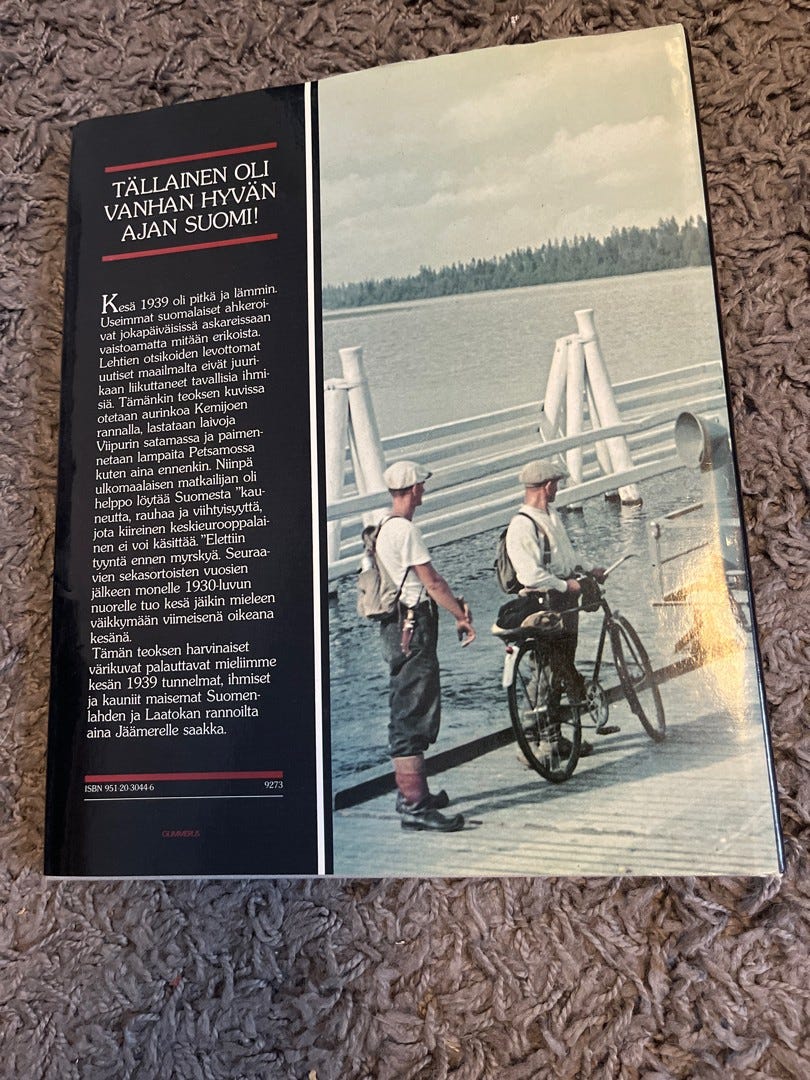 TÄLLAINEN OLI
VANHAN HYVÄN
AJAN SUOMI!
Kesä 1939 oli pitkä ja lämmin.
Useimmat suomalaiset ahkeroi-
vat jokapäiväisissä askareissaan
vaistoamatta mitään erikoista.
Lehtien otsikoiden levottomat
uutiset maailmalta eivät juuri-
kaan liikuttaneet tavallisia ihmi-
siä. Tämänkin teoksen kuvissa
otetaan aurinkoa Kemijoen
rannalla, lastataan laivoja
Viipurin satamassa ja paimen-
netaan lampaita Petsamossa
kuten aina ennenkin. Niinpä
ulkomaalaisen matkailijan oli
helppo löytää Suomesta "kau-
neutta, rauhaa ja viihtyisyyttä,
jota kiireinen keskieurooppalai-
nen ei voi käsittää." Elettiin
tyyntä ennen myrskyä. Seuraa-
vien sekasortoisten vuosien
jälkeen monelle 1930-luvun
nuorelle tuo kesä jäikin mieleen
väikkymään viimeisenä oikeana
kesänä.
Tämän teoksen harvinaiset
värikuvat palauttavat mieliimme
kesän 1939 tunnelmat, ihmiset
ja kauniit maisemat Suomen-
lahden ja Laatokan rannoilta
aina Jäämerelle saakka.
ISBN 951-20-3044-6 9273
GUMMERUS